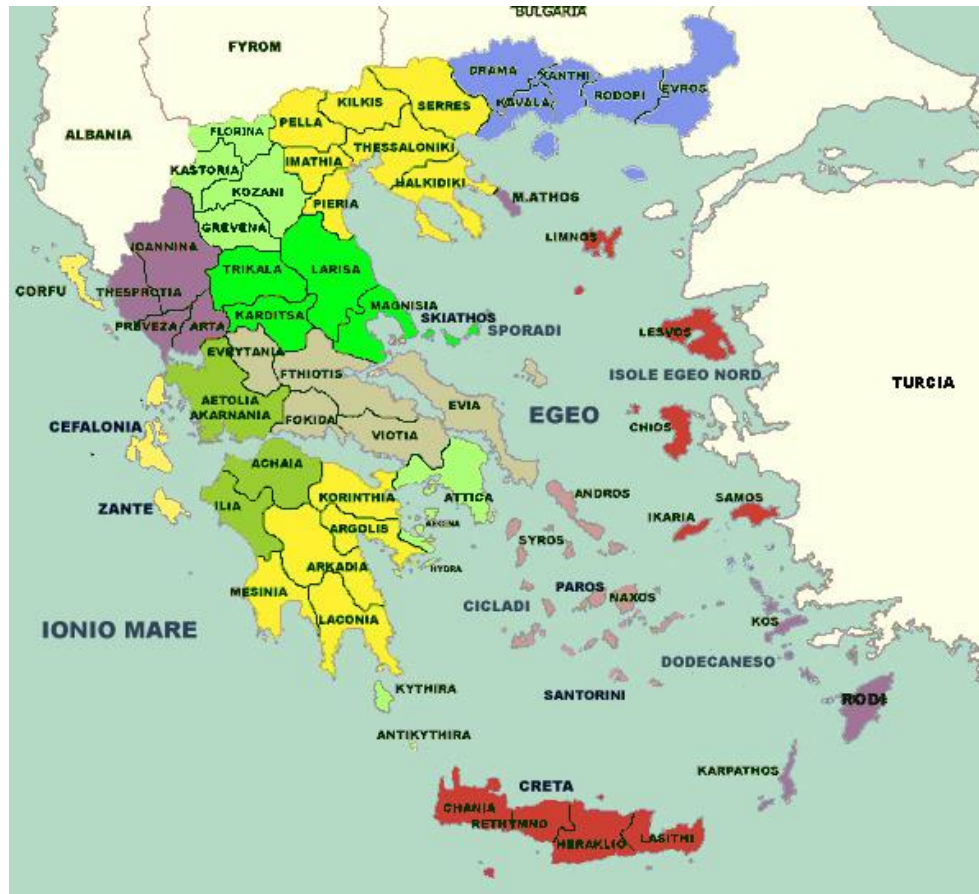 BULGARIA
FYROM
DRAMA
XANTHI
RODOPI
EVROS
KAVALA
KILKIS
SERRES
PELLA
ALBANIA
FLORINA
THESSALONIKI
IMATHIA
KASTORIA
HALKIDIKI
KOZANI
M.ATHOS
PIERIA
GREVENA
LIMNOS
IOANNINA
TRIKALA
LARISA
CORFU
THESPROTIA
MAGNISIA
SKIATHOS
KARDITSA
PREVEZA
ARTA
SPORADI
LESVOS
EVRYTANIA
FTHIOTIS
ISOLE EGEO NORD
TURCIA
AETOLIA
AKARNANIA
EVIA
EGEO
FOKIDA
CEFALONIA
CHIOS
VIOTIA
ACHAIA
KORINTHIA
ATTICA
ANDROS
SAMOS
ZANTE
ILIA
IKARIA
ARGOLIS
AEGINA
SYROS
HYDRA
ARKADIA
PAROS
MESINIA
NAXOS
CICLADI
LACONIA
KOS
IONIO MARE
DODECANESO
KYTHIRA
SANTORINI
RODI
ANTIKYTHIRA
KARPATHOS
CRETA
CHANIA
RETHYMNO
HERAKLIO
LASITHI